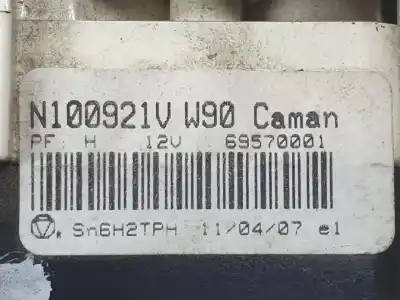 N100921V W90 Caman
PF H 12V 69570001
Sn6H2TPH 11/04/07 e1